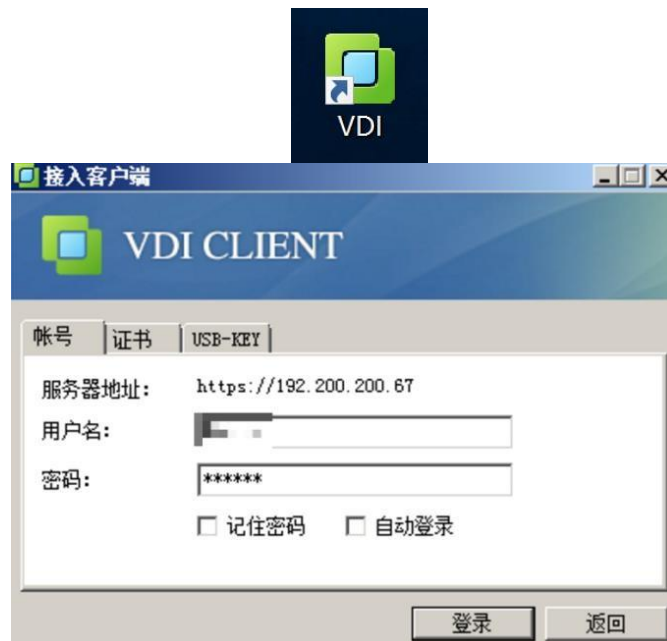 VDI
接入客户端
VDI CLIENT
帐号 证书 USB-KEY
服务器地址: https://192.200.200.67
用户名:
密码: ******
记住密码 自动登录
登录 返回